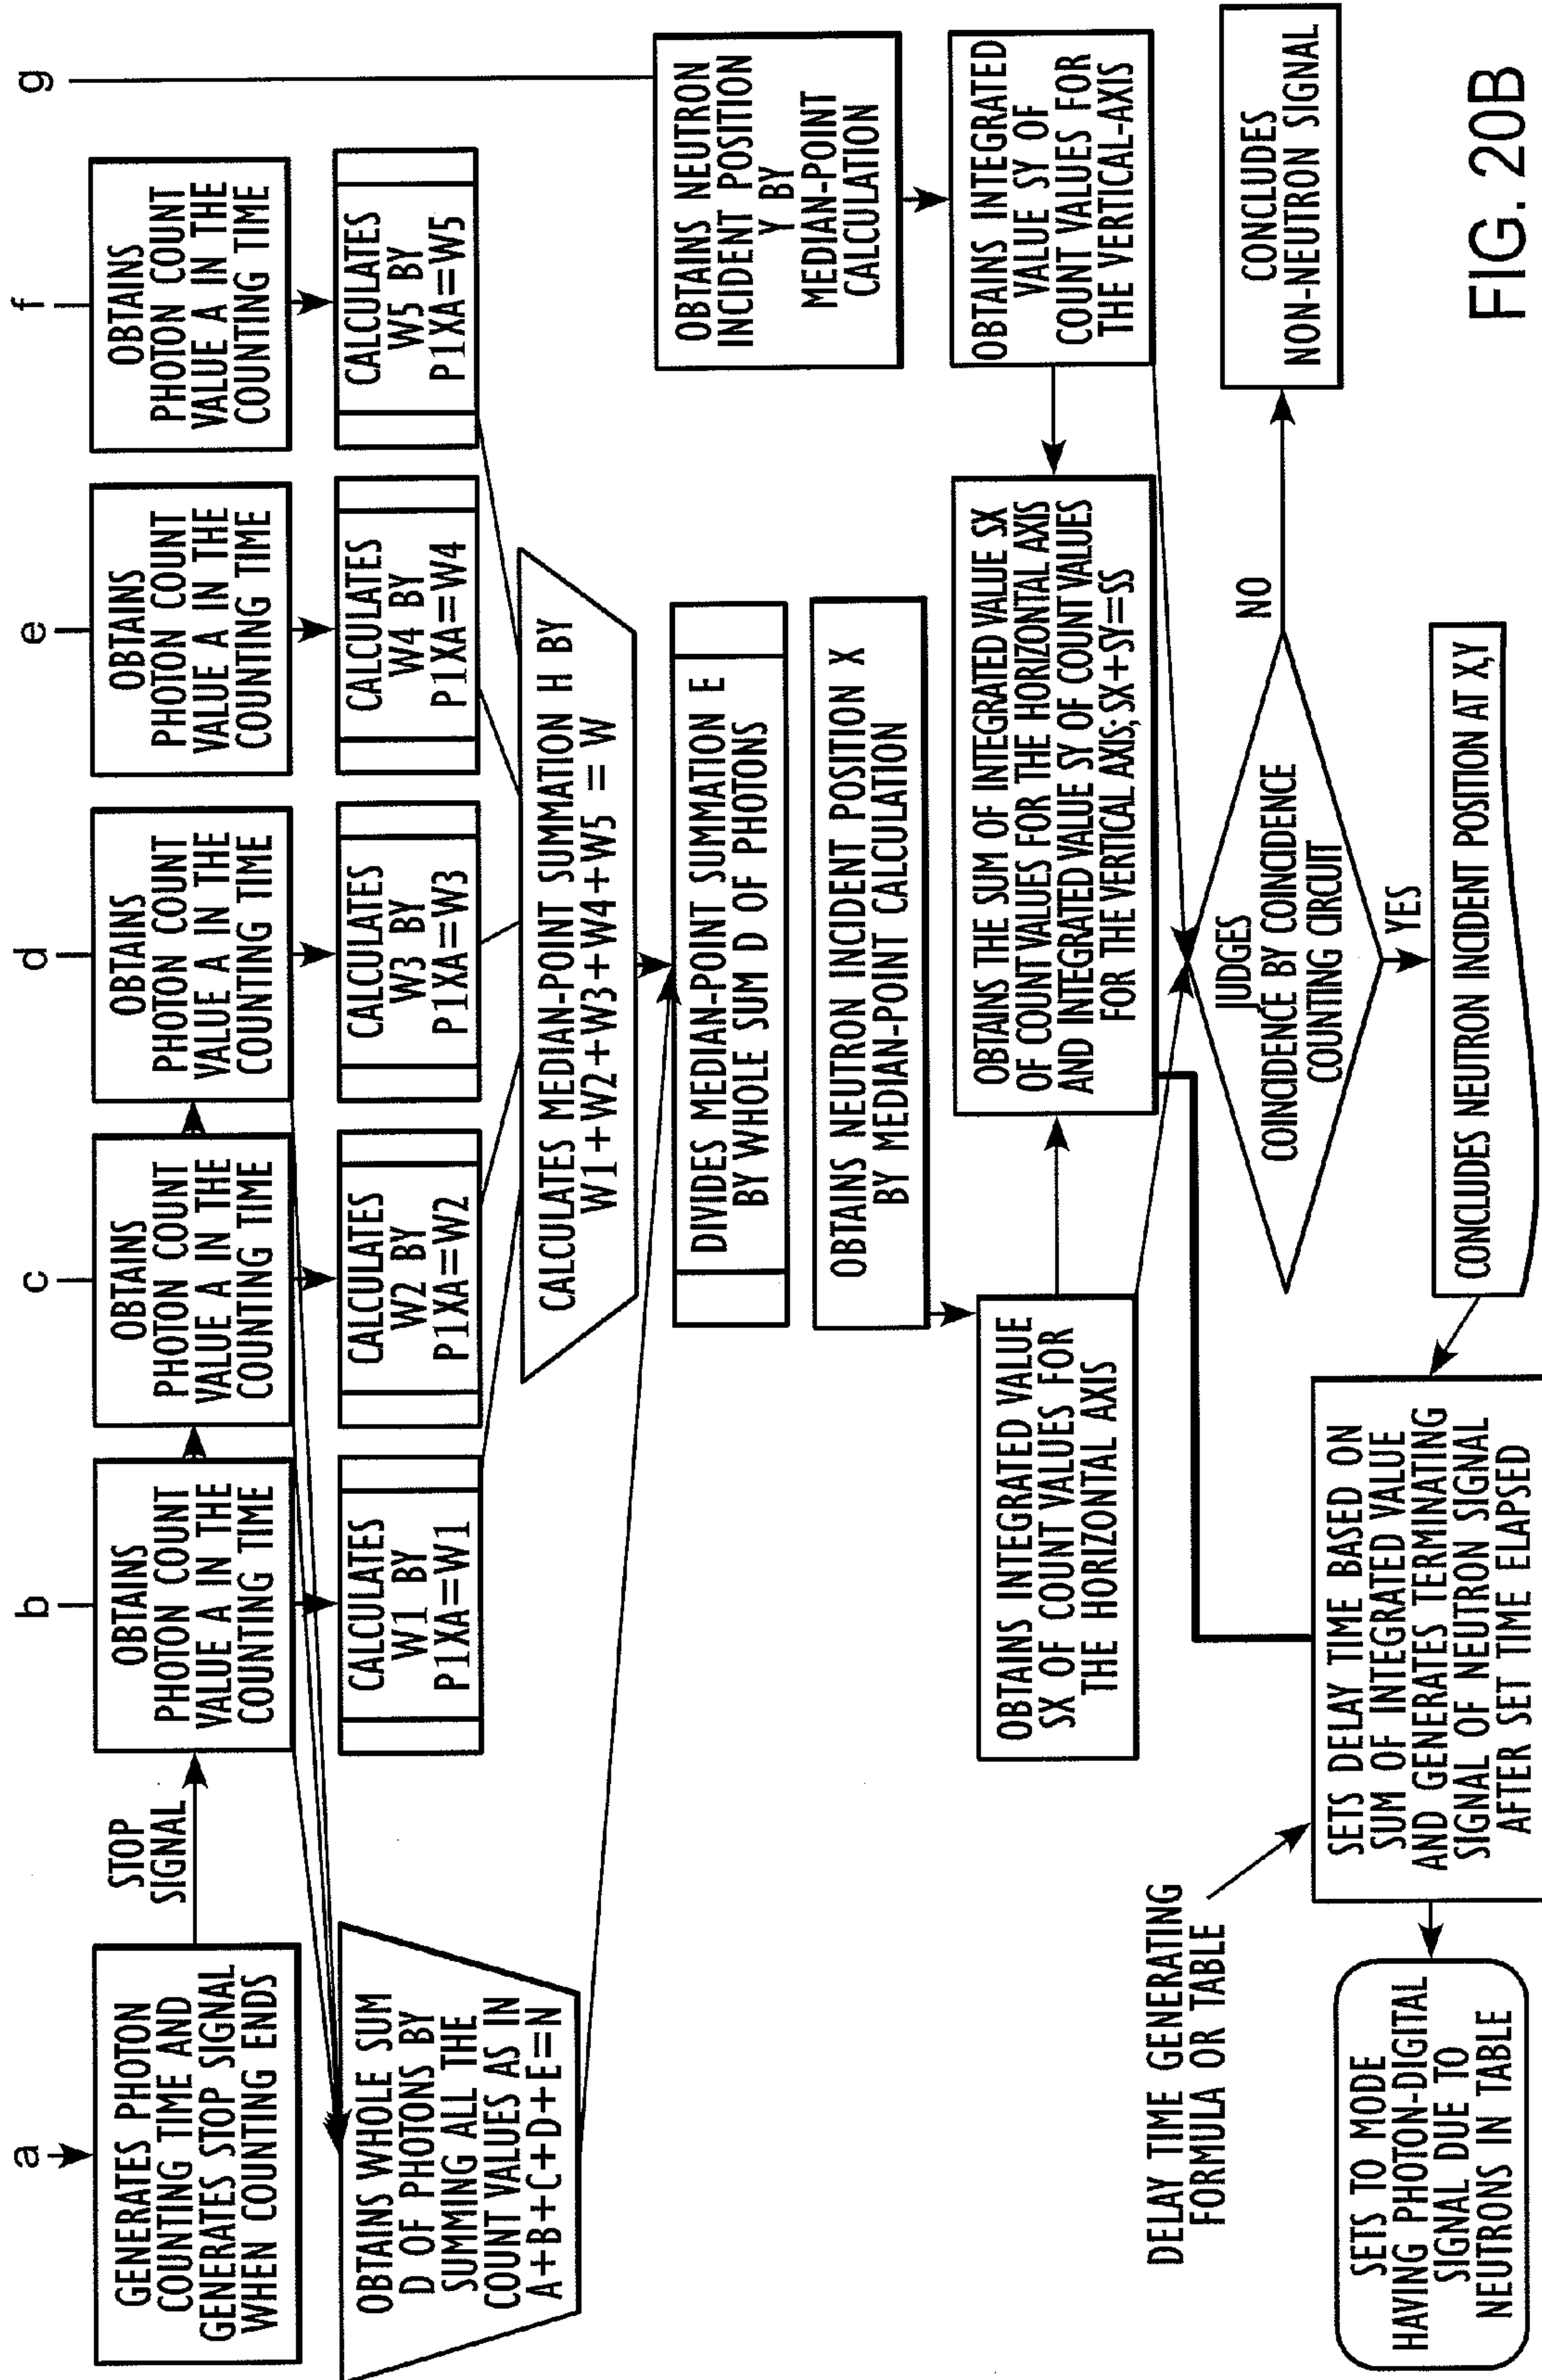 a
b
c
d
e
f
g
GENERATES PHOTON
COUNTING TIME AND
GENERATES STOP SIGNAL
WHEN COUNTING ENDS
STOP
SIGNAL
OBTAINS
PHOTON COUNT
VALUE A IN THE
COUNTING TIME
OBTAINS
PHOTON COUNT
VALUE A IN THE
COUNTING TIME
OBTAINS
PHOTON COUNT
VALUE A IN THE
COUNTING TIME
OBTAINS
PHOTON COUNT
VALUE A IN THE
COUNTING TIME
OBTAINS
PHOTON COUNT
VALUE A IN THE
COUNTING TIME
OBTAINS WHOLE SUM
D OF PHOTONS BY
SUMMING ALL THE
COUNT VALUES AS IN
A+B+C+D+E=N
CALCULATES
W1 BY
P1XA=W1
CALCULATES
W2 BY
P1XA=W2
CALCULATES
W3 BY
P1XA=W3
CALCULATES
W4 BY
P1XA=W4
CALCULATES
W5 BY
P1XA=W5
CALCULATES MEDIAN-POINT SUMMATION H BY
W1+W2+W3+W4+W5 = W
DIVIDES MEDIAN-POINT SUMMATION E
BY WHOLE SUM D OF PHOTONS
OBTAINS NEUTRON
INCIDENT POSITION
Y BY
MEDIAN-POINT
CALCULATION
OBTAINS NEUTRON INCIDENT POSITION X
BY MEDIAN-POINT CALCULATION
OBTAINS INTEGRATED VALUE
SX OF COUNT VALUES FOR
THE HORIZONTAL AXIS
OBTAINS THE SUM OF INTEGRATED VALUE SX
OF COUNT VALUES FOR THE HORIZONTAL AXIS
AND INTEGRATED VALUE SY OF COUNT VALUES
FOR THE VERTICAL AXIS; SX+SY=SS
OBTAINS INTEGRATED
VALUE SY OF
COUNT VALUES FOR
THE VERTICAL-AXIS
DELAY TIME GENERATING
FORMULA OR TABLE
JUDGES
COINCIDENCE BY COINCIDENCE
COUNTING CIRCUIT
NO
YES
CONCLUDES
NON-NEUTRON SIGNAL
SETS TO MODE
HAVING PHOTON-DIGITAL
SIGNAL DUE TO
NEUTRONS IN TABLE
SETS DELAY TIME BASED ON
SUM OF INTEGRATED VALUE
AND GENERATES TERMINATING
SIGNAL OF NEUTRON SIGNAL
AFTER SET TIME ELAPSED
CONCLUDES NEUTRON INCIDENT POSITION AT X,Y
FIG. 20B